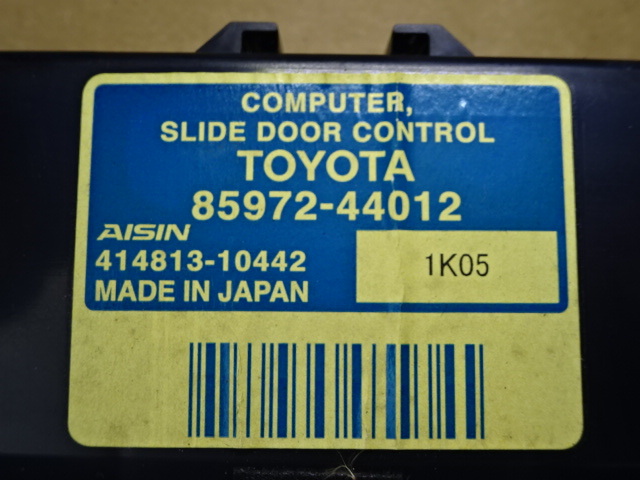 COMPUTER,
SLIDE DOOR CONTROL
TOYOTA
85972-44012
AISIN
414813-10442
MADE IN JAPAN
1K05